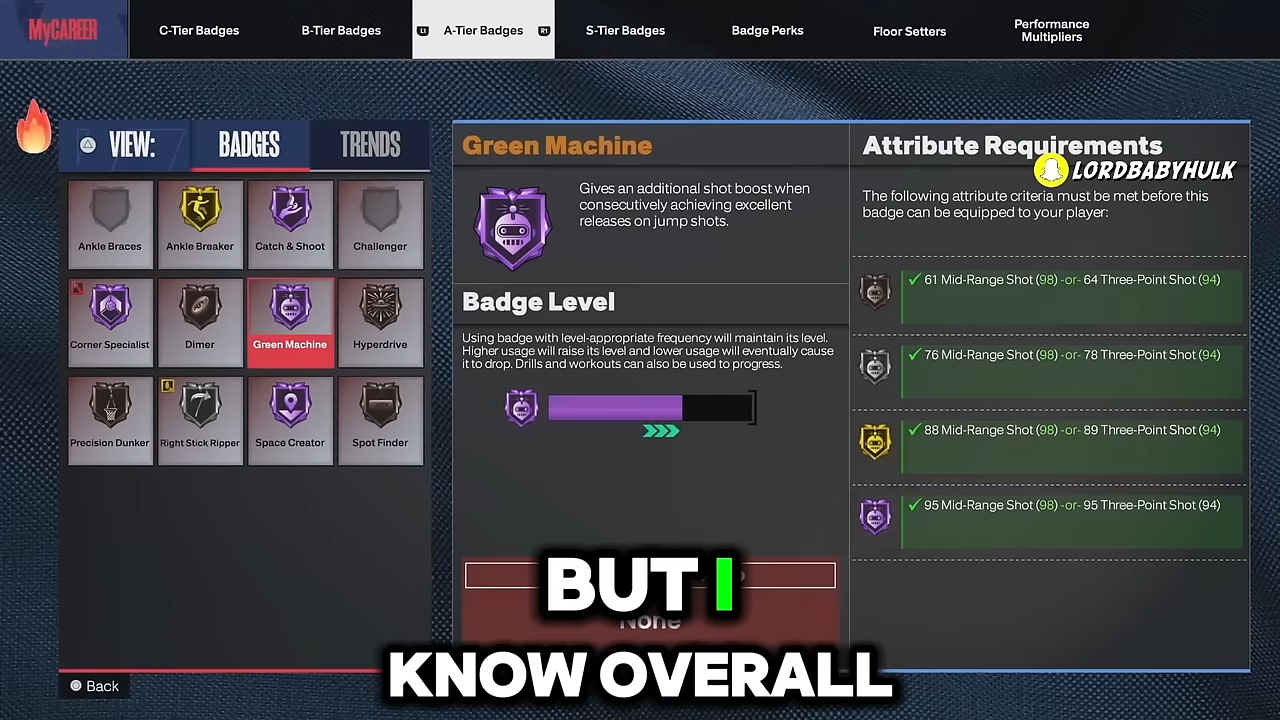 MyCAREER
C-Tier Badges
B-Tier Badges
L1
A-Tier Badges
R1
S-Tier Badges
Badge Perks
Floor Setters
Performance
Multipliers
VIEW:
BADGES
TRENDS
Ankle Braces
Ankle Breaker
Catch & Shoot
Challenger
Corner Specialist
Dimer
Green Machine
Hyperdrive
Precision Dunker
Right Stick Ripper
Space Creator
Spot Finder
Green Machine
Gives an additional shot boost when
consecutively achieving excellent
releases on jump shots.
Badge Level
Using badge with level-appropriate frequency will maintain its level.
Higher usage will raise its level and lower usage will eventually cause
it to drop. Drills and workouts can also be used to progress.
None
Attribute Requirements
LORDBABYHULK
The following attribute criteria must be met before this
badge can be equipped to your player:
61 Mid-Range Shot (98) -or- 64 Three-Point Shot (94)
76 Mid-Range Shot (98) -or- 78 Three-Point Shot (94)
88 Mid-Range Shot (98) -or- 89 Three-Point Shot (94)
95 Mid-Range Shot (98) -or- 95 Three-Point Shot (94)
BUT I
KNOW OVERALL
Back